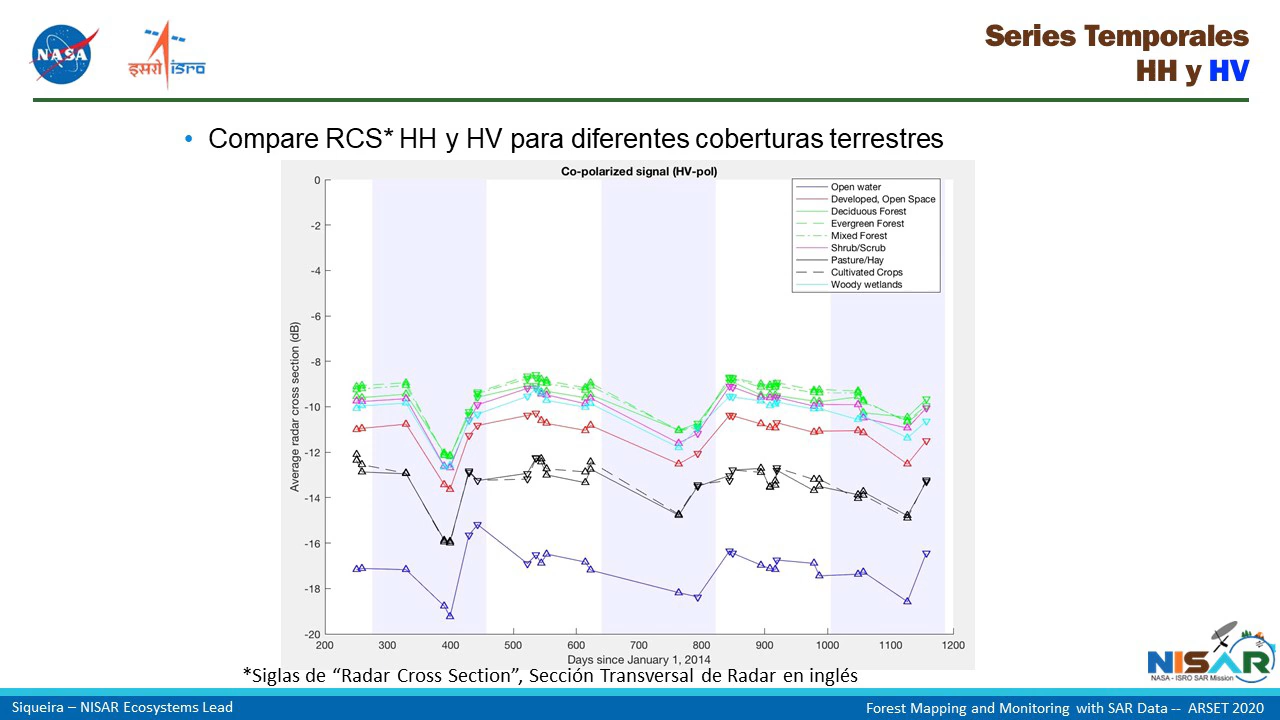 NASA
इसरो isro
Series Temporales
HH y HV
• Compare RCS* HH y HV para diferentes coberturas terrestres
Co-polarized signal (HV-pol)
Open water
Developed, Open Space
Deciduous Forest
Evergreen Forest
Mixed Forest
Shrub/Scrub
Pasture/Hay
Cultivated Crops
Woody wetlands
Average radar cross section (dB)
0
-2
-4
-6
-8
-10
-12
-14
-16
-18
-20
200 300 400 500 600 700 800 900 1000 1100 1200
Days since January 1, 2014
*Siglas de “Radar Cross Section”, Sección Transversal de Radar en inglés
NISAR
NASA - ISRO SAR Mission
Siqueira – NISAR Ecosystems Lead
Forest Mapping and Monitoring with SAR Data -- ARSET 2020